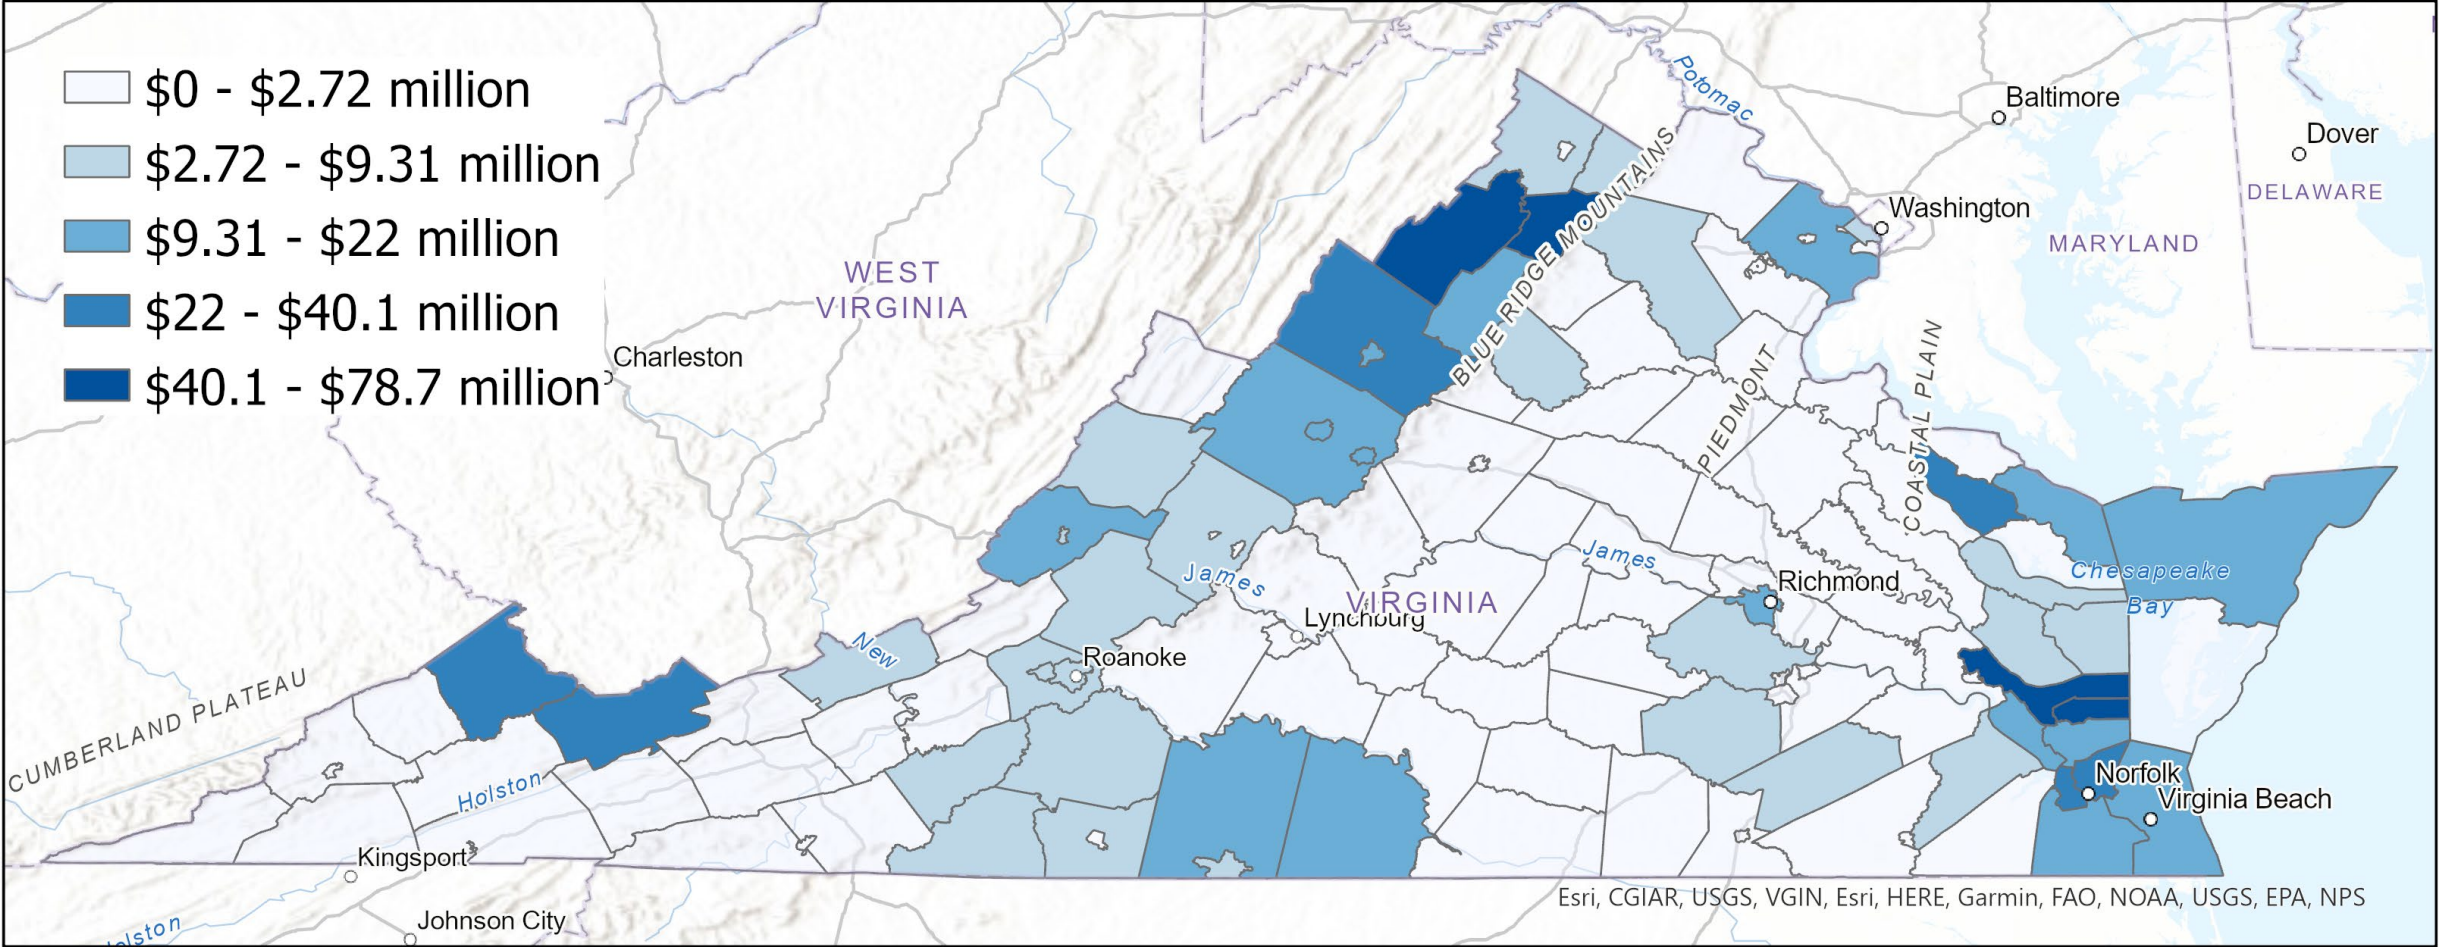 $0 - $2.72 million
$2.72 - $9.31 million
$9.31 - $22 million
$22 - $40.1 million
$40.1 - $78.7 million
Potomac
Baltimore
Dover
DELAWARE
Washington
MARYLAND
WEST
VIRGINIA
Charleston
BLUE RIDGE MOUNTAINS
PIEDMONT
COASTAL PLAIN
James
James
Chesapeake
Bay
Richmond
VIRGINIA
Lynchburg
New
Roanoke
CUMBERLAND PLATEAU
Holston
Norfolk
Virginia Beach
Kingsport
Johnson City
olston
Esri, CGIAR, USGS, VGIN, Esri, HERE, Garmin, FAO, NOAA, USGS, EPA, NPS